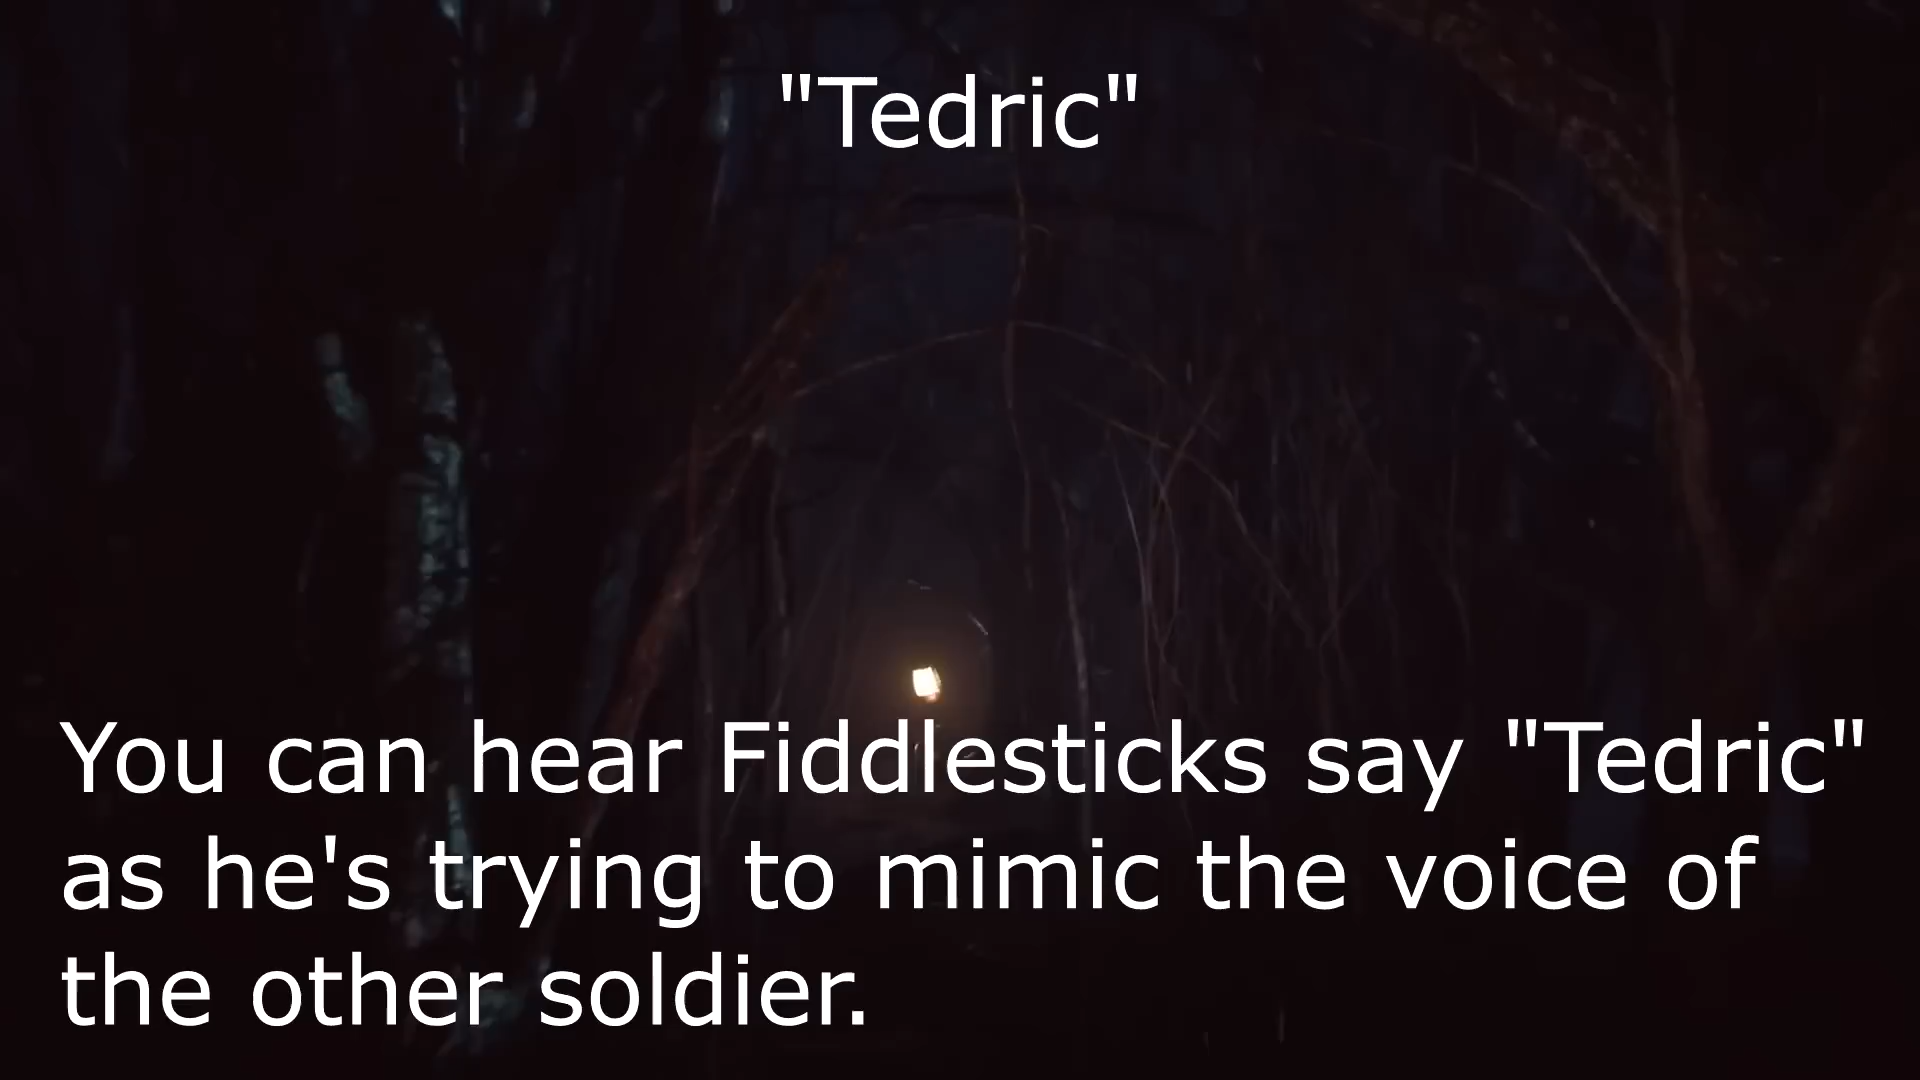 "Tedric"
You can hear Fiddlesticks say "Tedric"
as he's trying to mimic the voice of
the other soldier.